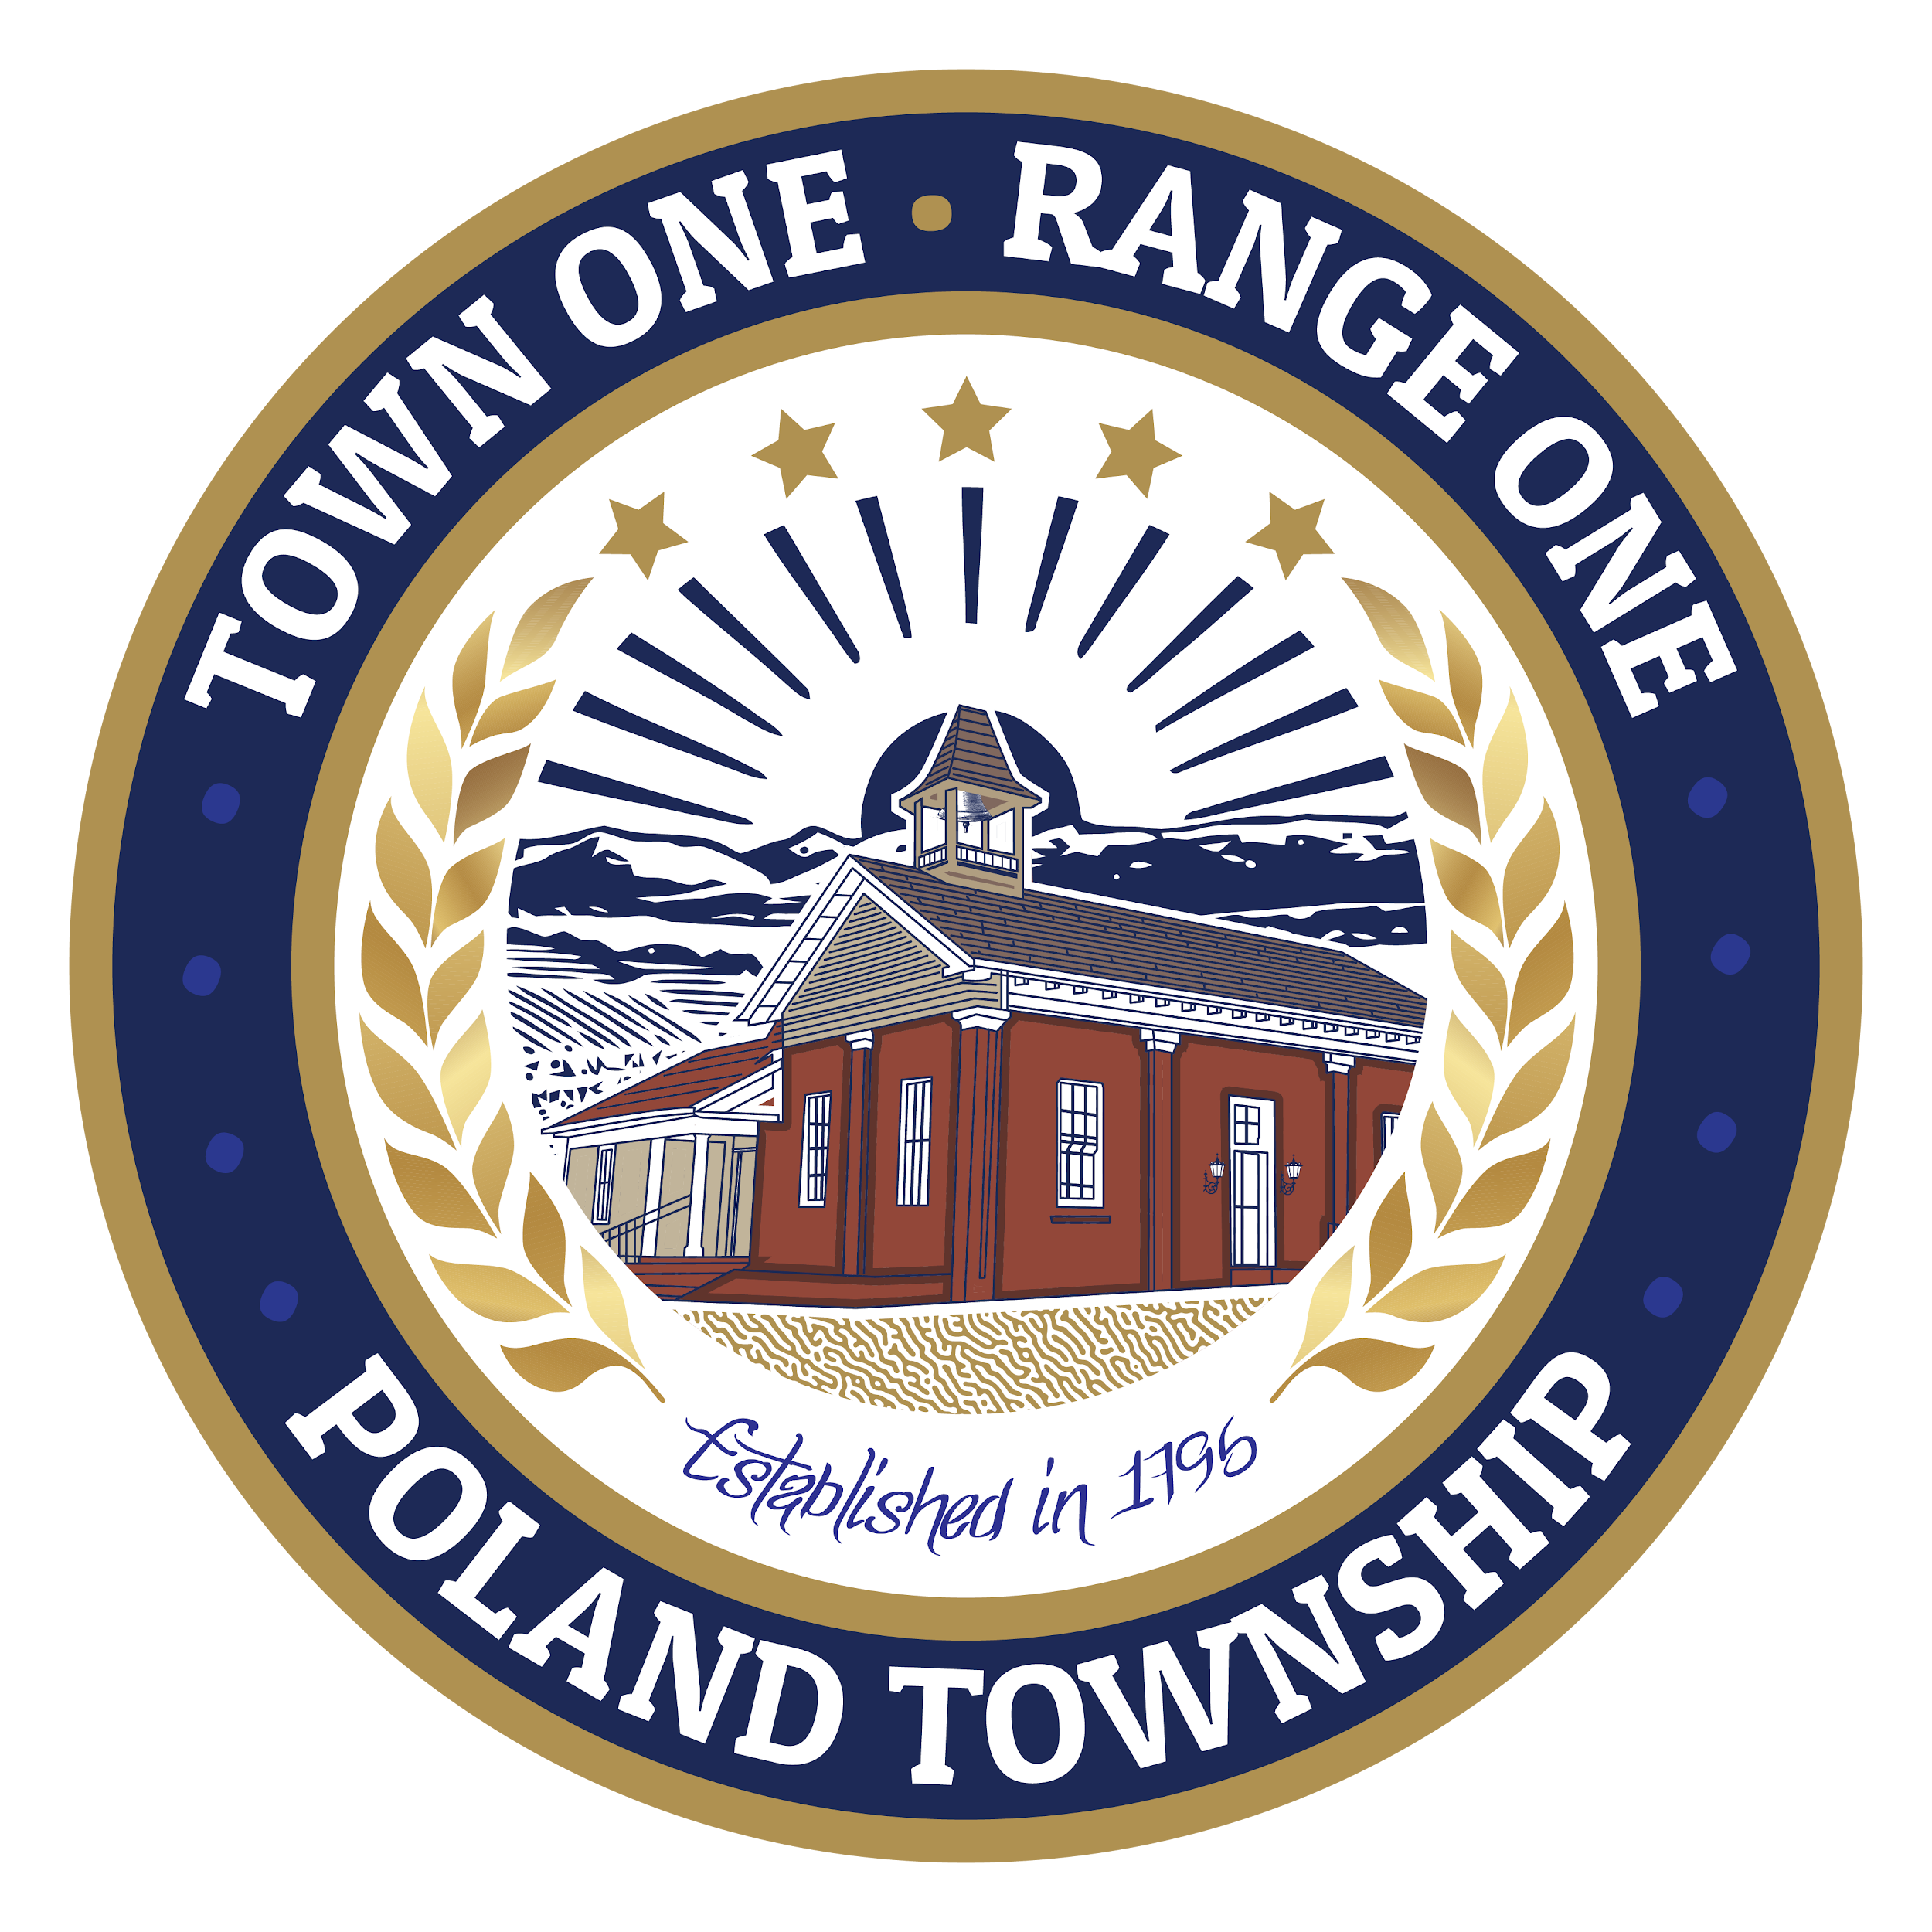 TOWN ONE • RANGE ONE
Established in 1796
POLAND TOWNSHIP